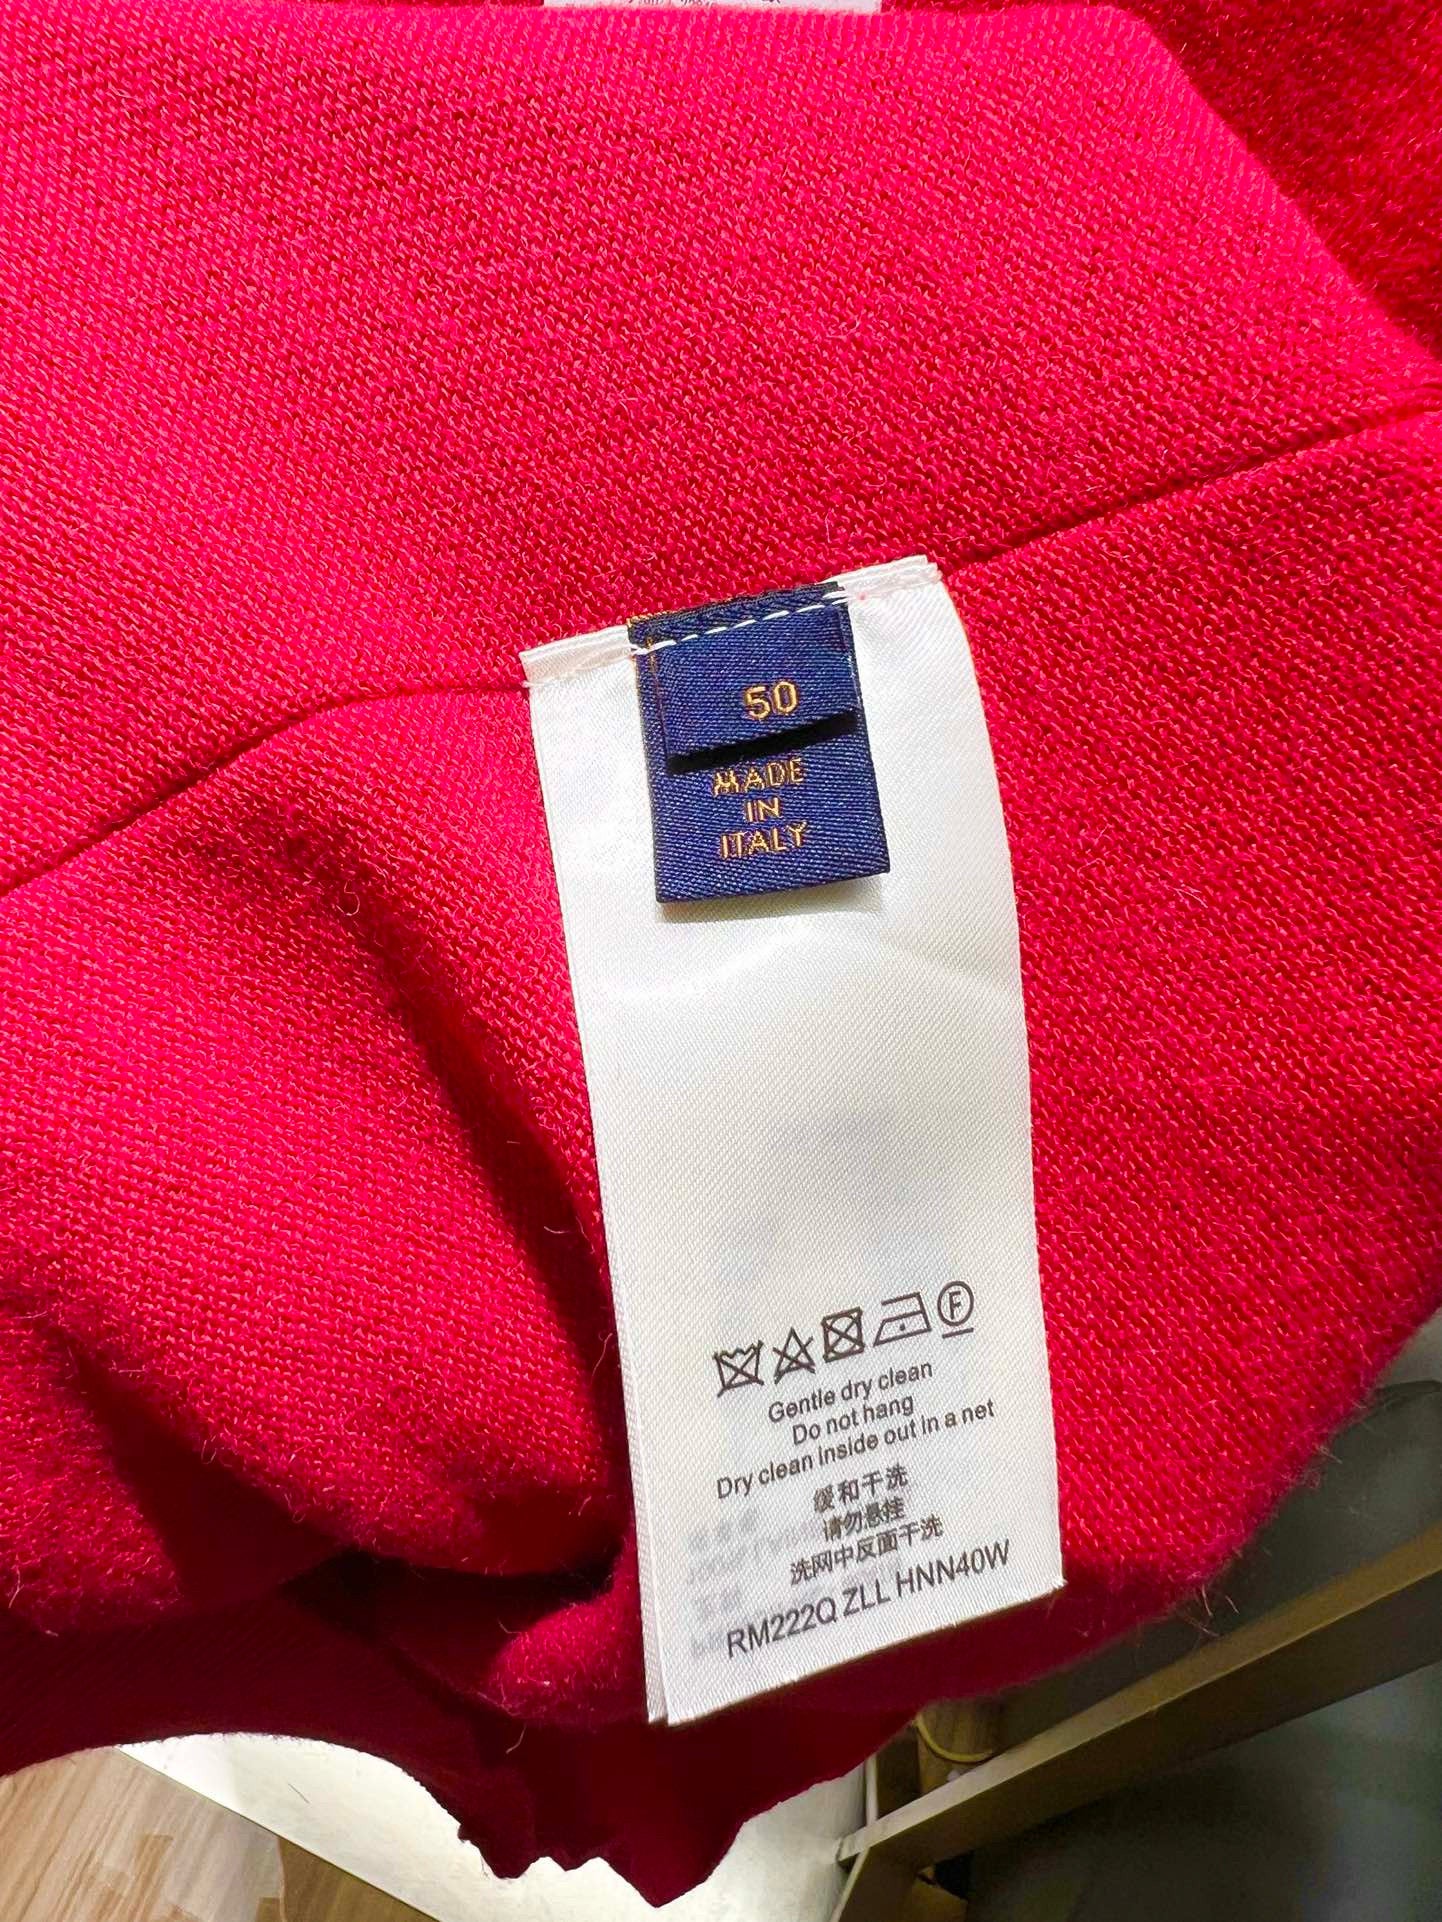 50
MADE
IN
ITALY
F
Gentle dry clean
Do not hang
Dry clean inside out in a net
缓和干洗
请勿悬挂
洗网中反面干洗
RM222Q ZLL HNN40W